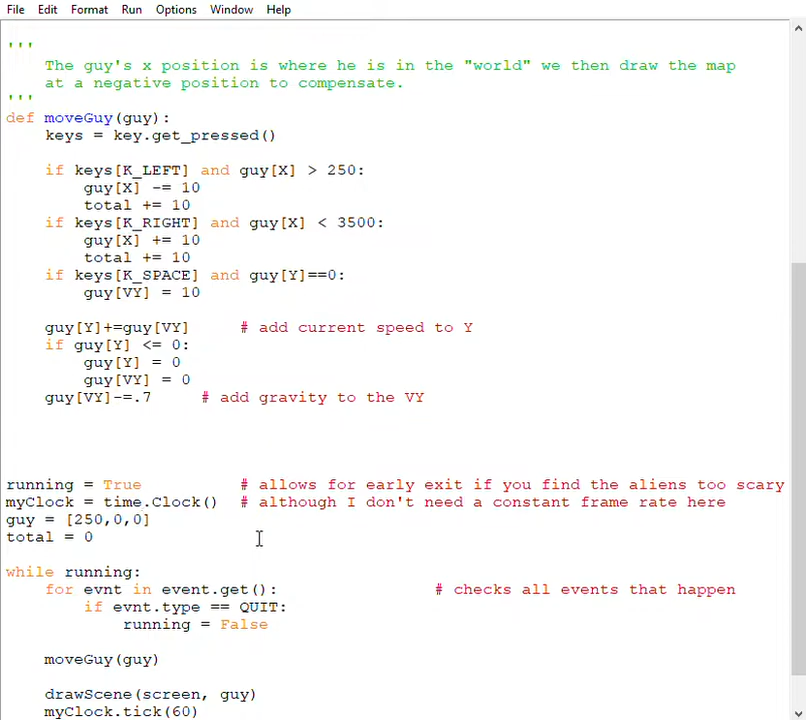 File Edit Format Run Options Window Help
'''
The guy's x position is where he is in the "world" we then draw the map
at a negative position to compensate.
'''
def moveGuy(guy):
keys = key.get_pressed()
if keys[K_LEFT] and guy[X] > 250:
guy[X] -= 10
total += 10
if keys[K_RIGHT] and guy[X] < 3500:
guy[X] += 10
total += 10
if keys[K_SPACE] and guy[Y]==0:
guy[VY] = 10
guy[Y]+=guy[VY] # add current speed to Y
if guy[Y] <= 0:
guy[Y] = 0
guy[VY] = 0
guy[VY]-=.7 # add gravity to the VY
running = True # allows for early exit if you find the aliens too scary
myClock = time.Clock() # although I don't need a constant frame rate here
guy = [250,0,0]
total = 0
while running:
for evnt in event.get(): # checks all events that happen
if evnt.type == QUIT:
running = False
moveGuy(guy)
drawScene(screen, guy)
myClock.tick(60)